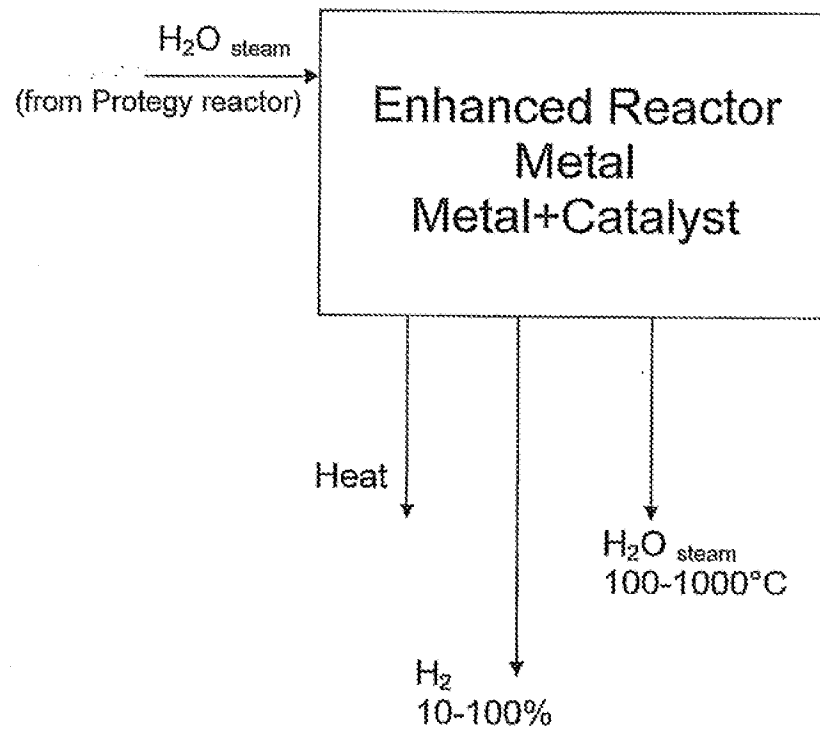 H₂O steam
(from Protegy reactor)
Enhanced Reactor
Metal
Metal+Catalyst
Heat
H₂O steam
100-1000°C
H₂
10-100%